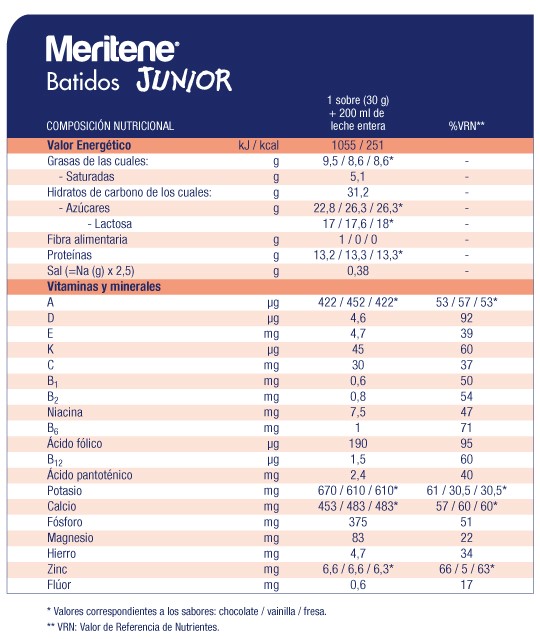 Meritene®
Batidos JUNIOR
COMPOSICIÓN NUTRICIONAL 1 sobre (30 g) + 200 ml de leche entera %VRN**
Valor Energético kJ / kcal 1055 / 251
Grasas de las cuales: g 9,5 / 8,6 / 8,6* -
- Saturadas g 5,1 -
Hidratos de carbono de los cuales: g 31,2 -
- Azúcares g 22,8 / 26,3 / 26,3* -
- Lactosa 17 / 17,6 / 18* -
Fibra alimentaria g 1 / 0 / 0 -
Proteínas g 13,2 / 13,3 / 13,3* -
Sal (=Na (g) x 2,5) g 0,38 -
Vitaminas y minerales
A µg 422 / 452 / 422* 53 / 57 / 53*
D µg 4,6 92
E mg 4,7 39
K µg 45 60
C mg 30 37
B1 mg 0,6 50
B2 mg 0,8 54
Niacina mg 7,5 47
B6 mg 1 71
Ácido fólico µg 190 95
B12 µg 1,5 60
Ácido pantoténico mg 2,4 40
Potasio mg 670 / 610 / 610* 61 / 30,5 / 30,5*
Calcio mg 453 / 483 / 483* 57 / 60 / 60*
Fósforo mg 375 51
Magnesio mg 83 22
Hierro mg 4,7 34
Zinc mg 6,6 / 6,6 / 6,3* 66 / 5 / 63*
Flúor mg 0,6 17
* Valores correspondientes a los sabores: chocolate / vainilla / fresa.
** VRN: Valor de Referencia de Nutrientes.